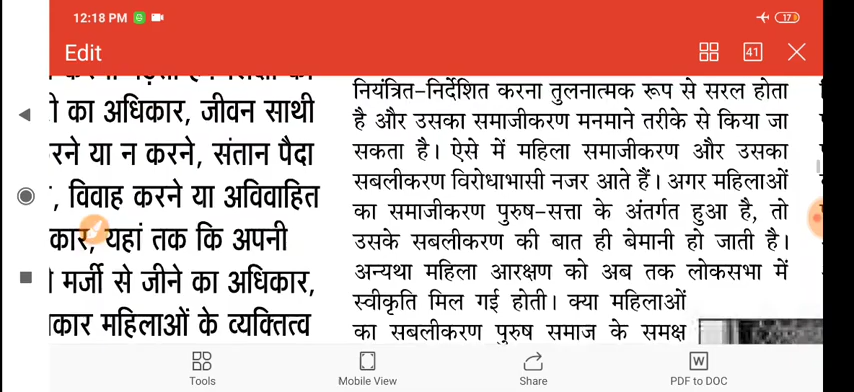 12:18 PM
17
Edit
41
का अधिकार, जीवन साथी
रने या न करने, संतान पैदा
, विवाह करने या अविवाहित
कार, यहां तक कि अपनी
मर्जी से जीने का अधिकार,
कार महिलाओं के व्यक्तित्व
नियंत्रित-निर्देशित करना तुलनात्मक रूप से सरल होता
है और उसका समाजीकरण मनमाने तरीके से किया जा
सकता है। ऐसे में महिला समाजीकरण और उसका
सबलीकरण विरोधाभासी नजर आते हैं। अगर महिलाओं
का समाजीकरण पुरुष-सत्ता के अंतर्गत हुआ है, तो
उसके सबलीकरण की बात ही बेमानी हो जाती है।
अन्यथा महिला आरक्षण को अब तक लोकसभा में
स्वीकृति मिल गई होती। क्या महिलाओं
का सबलीकरण पुरुष समाज के समक्ष
Tools
Mobile View
Share
W
PDF to DOC